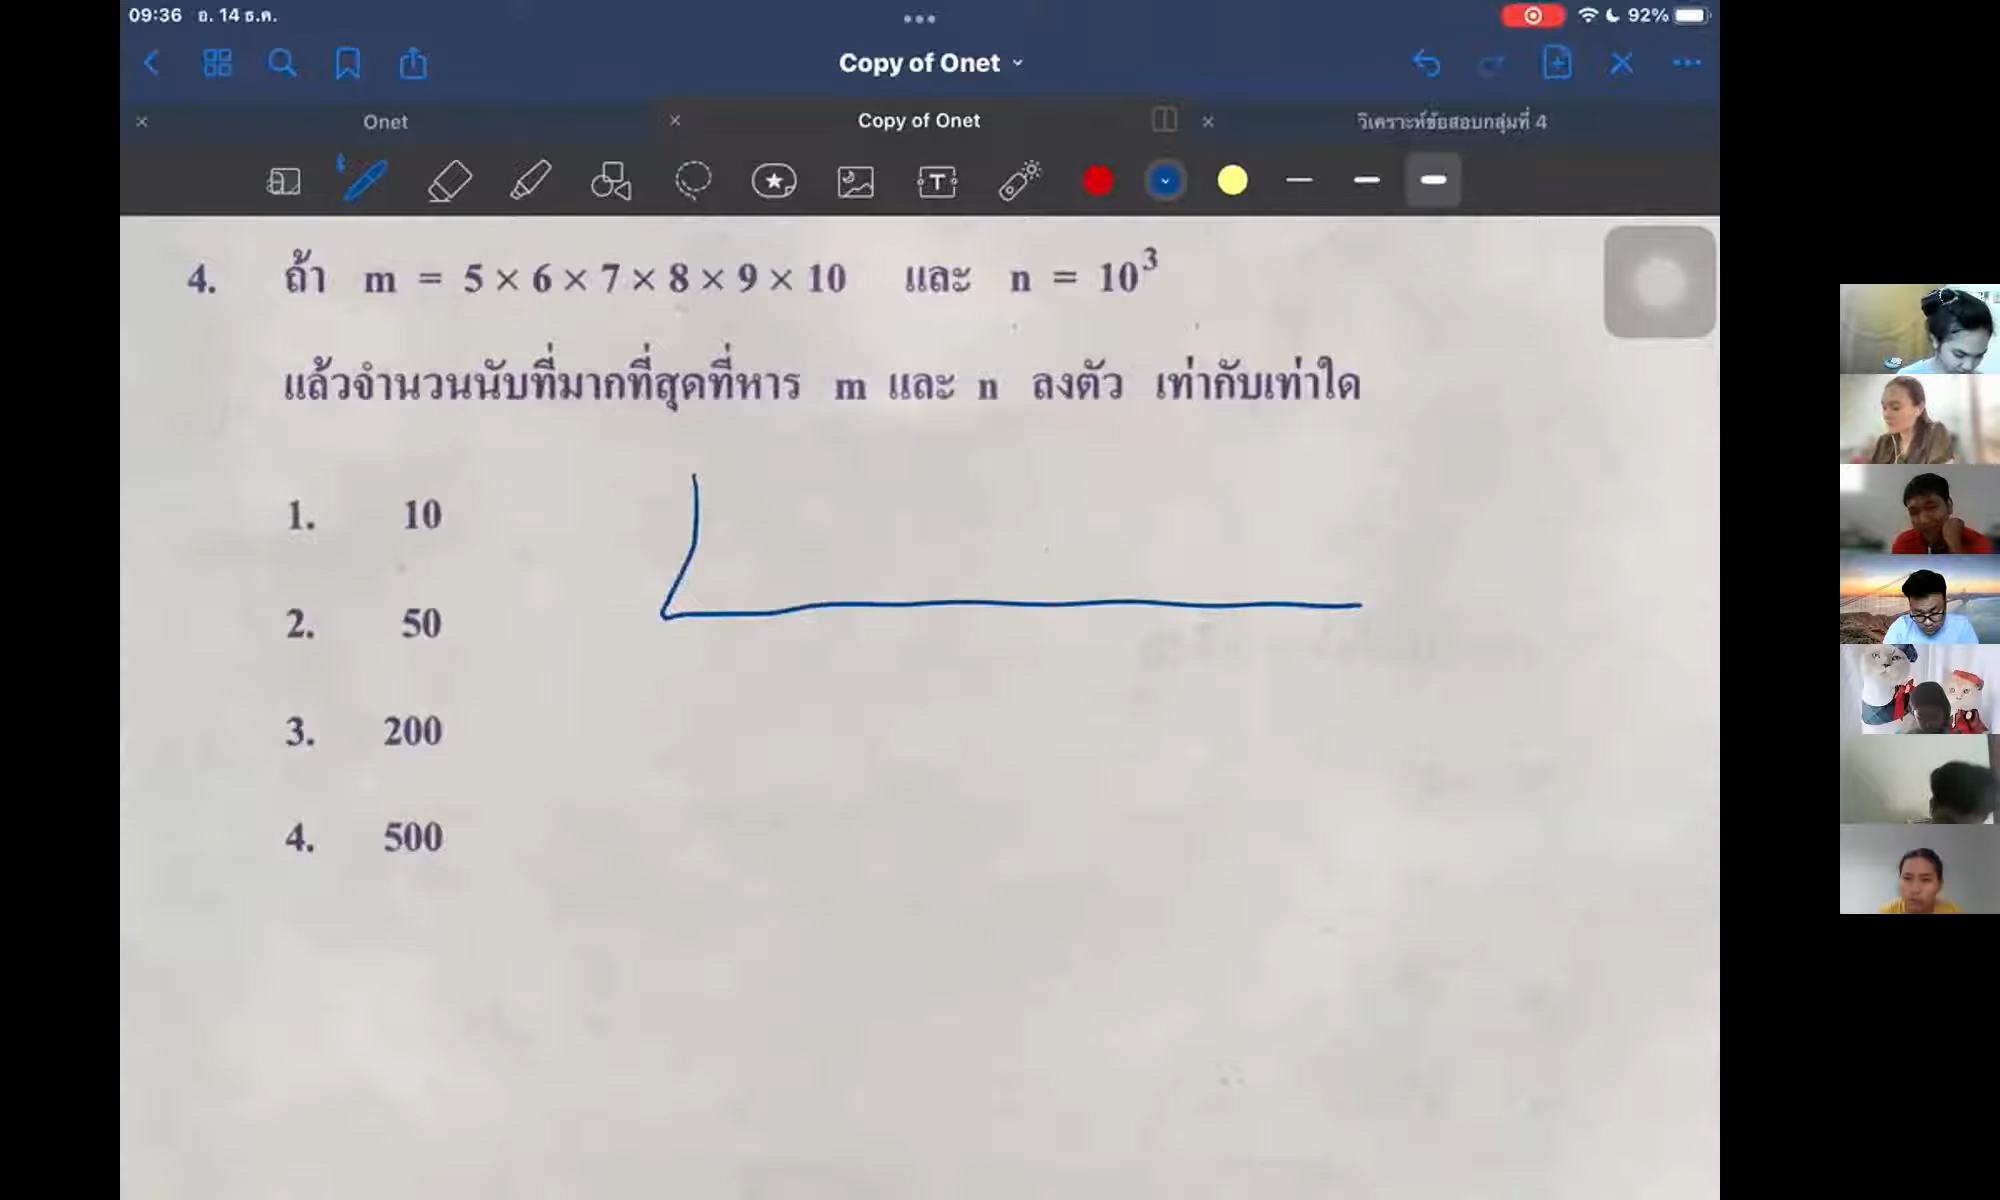 09:36 อ. 14 ธ.ค.
92%
Copy of Onet
Onet
Copy of Onet
วิเคราะห์ข้อสอบกลุ่มที่ 4
4. ถ้า m = 5 × 6 × 7 × 8 × 9 × 10 และ n = 10³
แล้วจำนวนนับที่มากที่สุดที่หาร m และ n ลงตัว เท่ากับเท่าใด
1. 10
2. 50
3. 200
4. 500